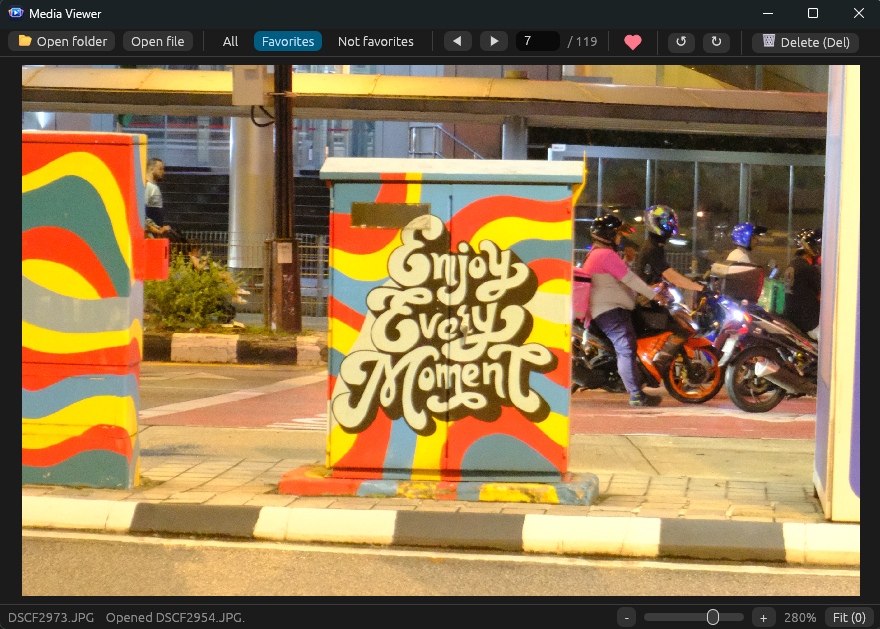 Media Viewer
Open folder Open file All Favorites Not favorites 7 / 119 Delete (Del)
Enjoy
Every
Moment
DSCF2973.JPG Opened DSCF2954.JPG. - + 280% Fit (0)